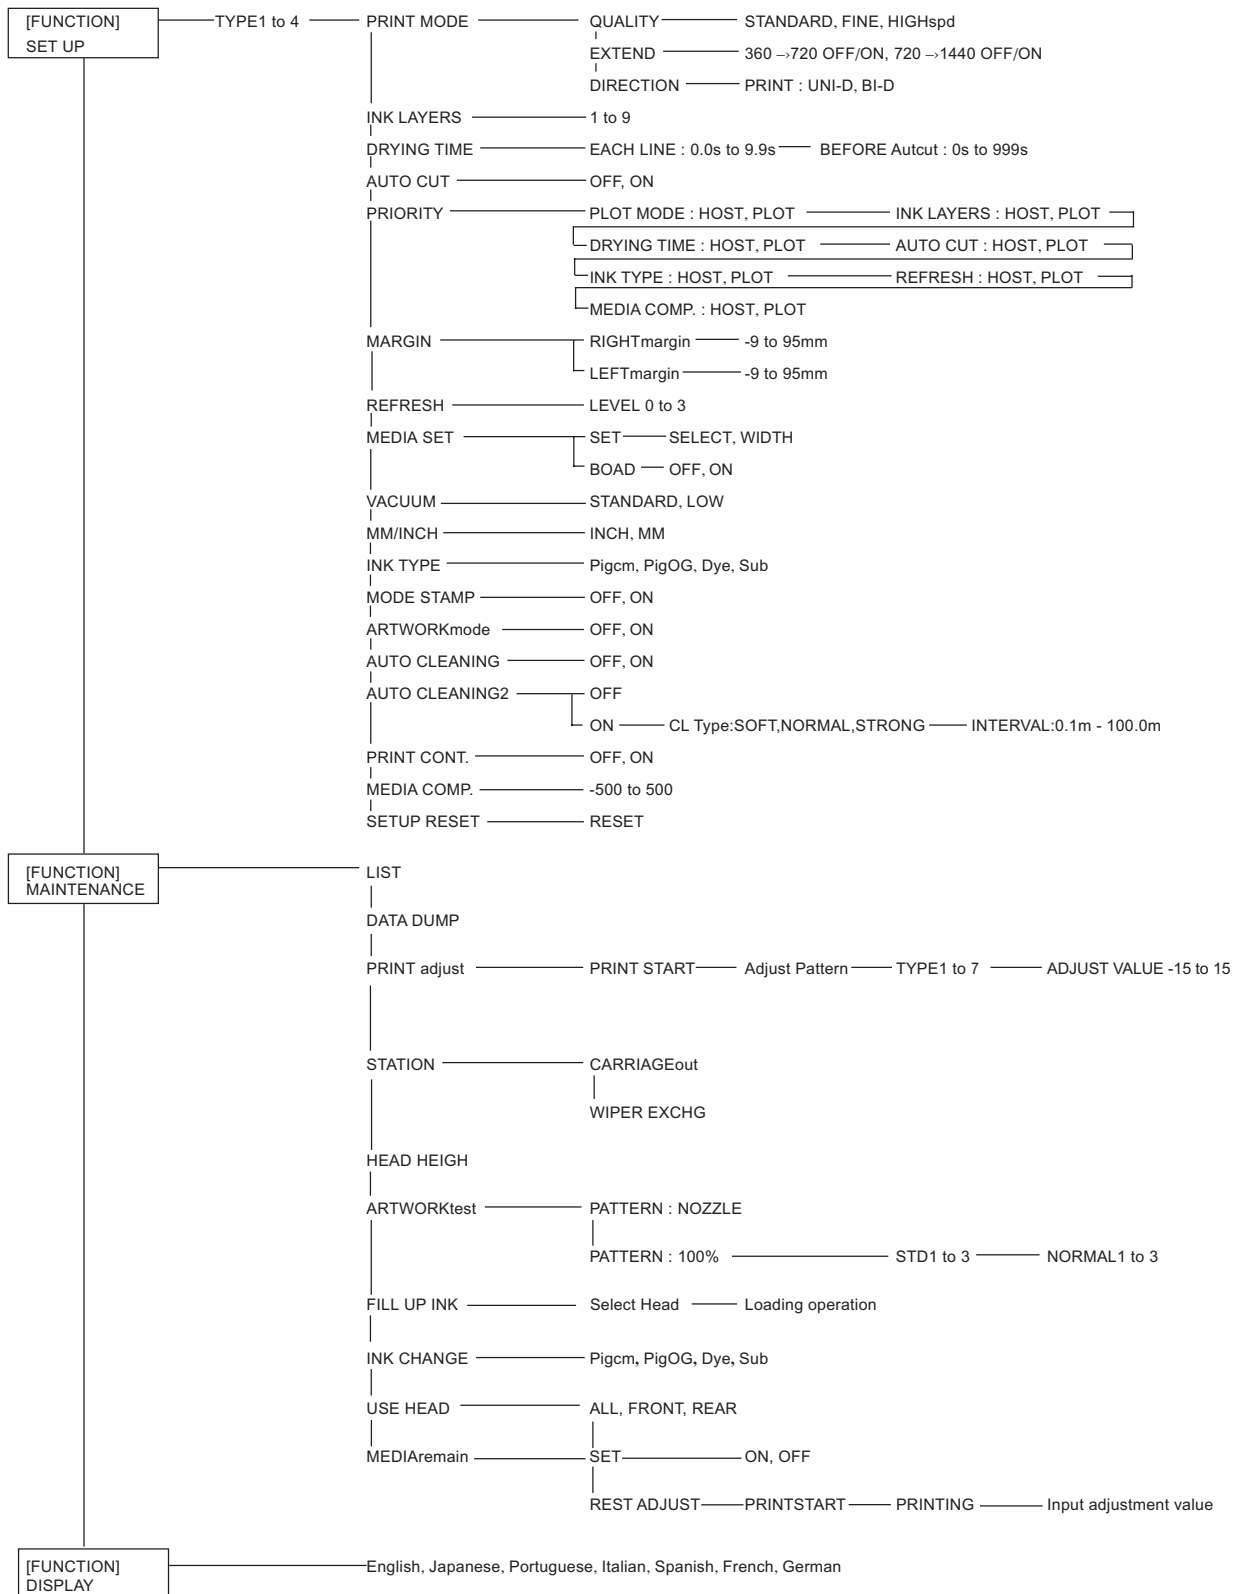 [FUNCTION]
SET UP
TYPE1 to 4
PRINT MODE
QUALITY
STANDARD, FINE, HIGHspd
EXTEND
360 –›720 OFF/ON, 720 –›1440 OFF/ON
DIRECTION
PRINT : UNI-D, BI-D
INK LAYERS
1 to 9
DRYING TIME
EACH LINE : 0.0s to 9.9s
BEFORE Autcut : 0s to 999s
AUTO CUT
OFF, ON
PRIORITY
PLOT MODE : HOST, PLOT
INK LAYERS : HOST, PLOT
DRYING TIME : HOST, PLOT
AUTO CUT : HOST, PLOT
INK TYPE : HOST, PLOT
REFRESH : HOST, PLOT
MEDIA COMP. : HOST, PLOT
MARGIN
RIGHTmargin
-9 to 95mm
LEFTmargin
-9 to 95mm
REFRESH
LEVEL 0 to 3
MEDIA SET
SET
SELECT, WIDTH
BOAD
OFF, ON
VACUUM
STANDARD, LOW
MM/INCH
INCH, MM
INK TYPE
Pigcm, PigOG, Dye, Sub
MODE STAMP
OFF, ON
ARTWORKmode
OFF, ON
AUTO CLEANING
OFF, ON
AUTO CLEANING2
OFF
ON
CL Type:SOFT,NORMAL,STRONG
INTERVAL:0.1m - 100.0m
PRINT CONT.
OFF, ON
MEDIA COMP.
-500 to 500
SETUP RESET
RESET
[FUNCTION]
MAINTENANCE
LIST
DATA DUMP
PRINT adjust
PRINT START
Adjust Pattern
TYPE1 to 7
ADJUST VALUE -15 to 15
STATION
CARRIAGEout
WIPER EXCHG
HEAD HEIGH
ARTWORKtest
PATTERN : NOZZLE
PATTERN : 100%
STD1 to 3
NORMAL1 to 3
FILL UP INK
Select Head
Loading operation
INK CHANGE
Pigcm, PigOG, Dye, Sub
USE HEAD
ALL, FRONT, REAR
MEDIAremain
SET
ON, OFF
REST ADJUST
PRINTSTART
PRINTING
Input adjustment value
[FUNCTION]
DISPLAY
English, Japanese, Portuguese, Italian, Spanish, French, German